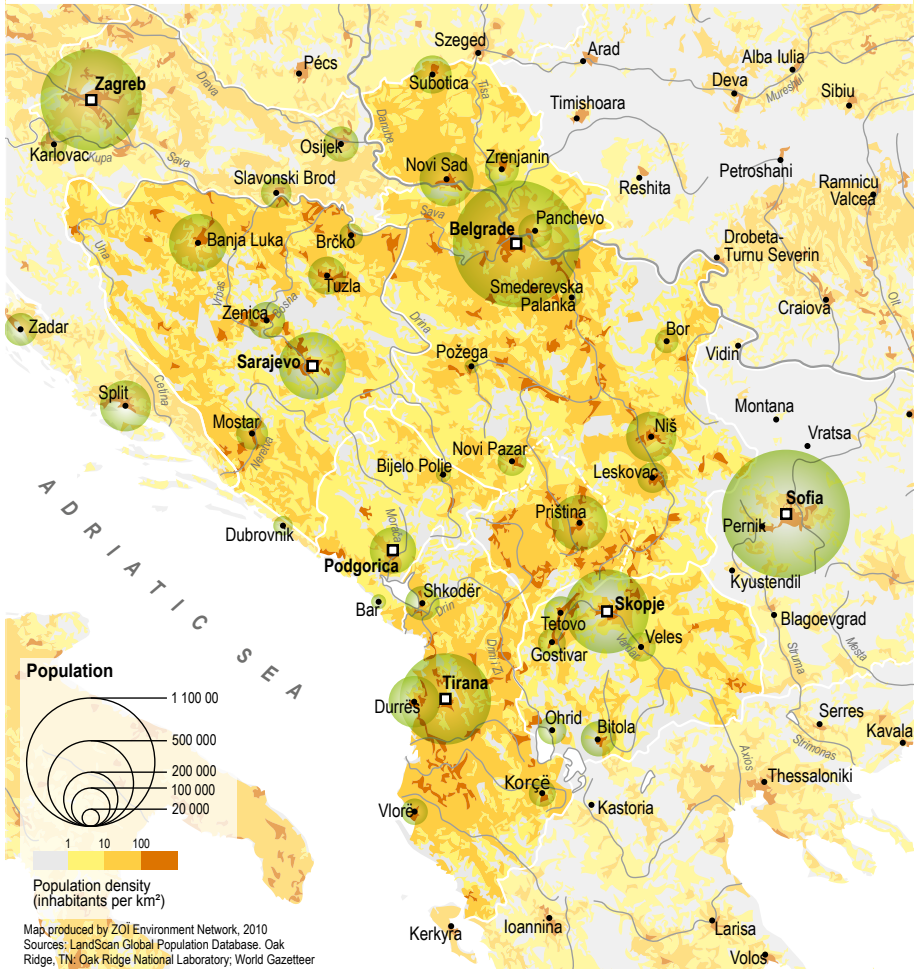 Szeged
Arad
Alba Iulia
Pécs
Subotica
Tisa
Deva
Mureshul
Zagreb
Drava
Sibiu
Timishoara
Danube
Karlovac
Kupa
Sava
Osijek
Novi Sad
Zrenjanin
Petroshani
Slavonski Brod
Reshita
Ramnicu
Valcea
Sava
Panchevo
Una
Banja Luka
Brčko
Belgrade
Drobeta-
Turnu Severin
Vrbas
Tuzla
Smederevska
Palanka
Olt
Bosna
Zenica
Drina
Craiova
Zadar
Bor
Vidin
Sarajevo
Požega
Split
Cetina
Montana
Mostar
Niš
Vratsa
Neretva
Novi Pazar
Bijelo Polje
Leskovac
ADRIATIC SEA
Morača
Priština
Sofia
Pernik
Dubrovnik
Podgorica
Kyustendil
Bar
Shkodër
Drin
Skopje
Tetovo
Blagoevgrad
Gostivar
Vardar
Veles
Struma
Mesta
Drini i Zi
Population
Tirana
1 100 00
Durrës
Ohrid
Bitola
Serres
500 000
Kavala
Strimonas
200 000
Axios
100 000
Korçë
Thessaloniki
20 000
Vlorë
Kastoria
1 10 100
Population density
(inhabitants per km²)
Map produced by ZOÏ Environment Network, 2010
Sources: LandScan Global Population Database. Oak
Ridge, TN: Oak Ridge National Laboratory; World Gazetteer
Kerkyra
Ioannina
Larisa
Volos